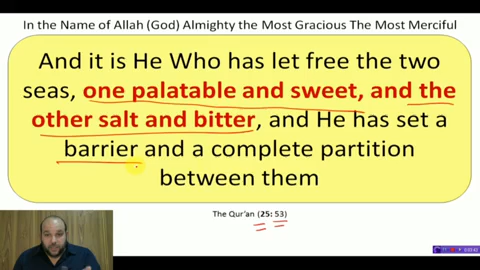 In the Name of Allah (God) Almighty the Most Gracious The Most Merciful
And it is He Who has let free the two
seas, one palatable and sweet, and the
other salt and bitter, and He has set a
barrier and a complete partition
between them
The Qur'an (25: 53)